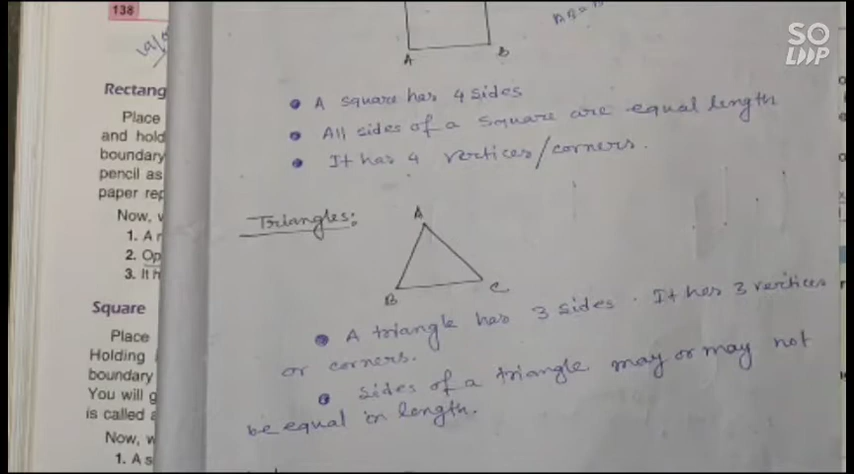 138
Rectang
Place
and hold
boundary
pencil as
paper rep
Now, w
1. A r
2. Op
3. It h
Square
Place
Holding
boundary
You will g
is called a
Now, w
1. A s
A B
• A square has 4 sides
• All sides of a square are equal length
• It has 4 vertices/corners.
Triangles:
A
B C
• A triangle has 3 sides. It has 3 vertices
or corners.
• Sides of a triangle may or may not
be equal in length.
SO
LOOP